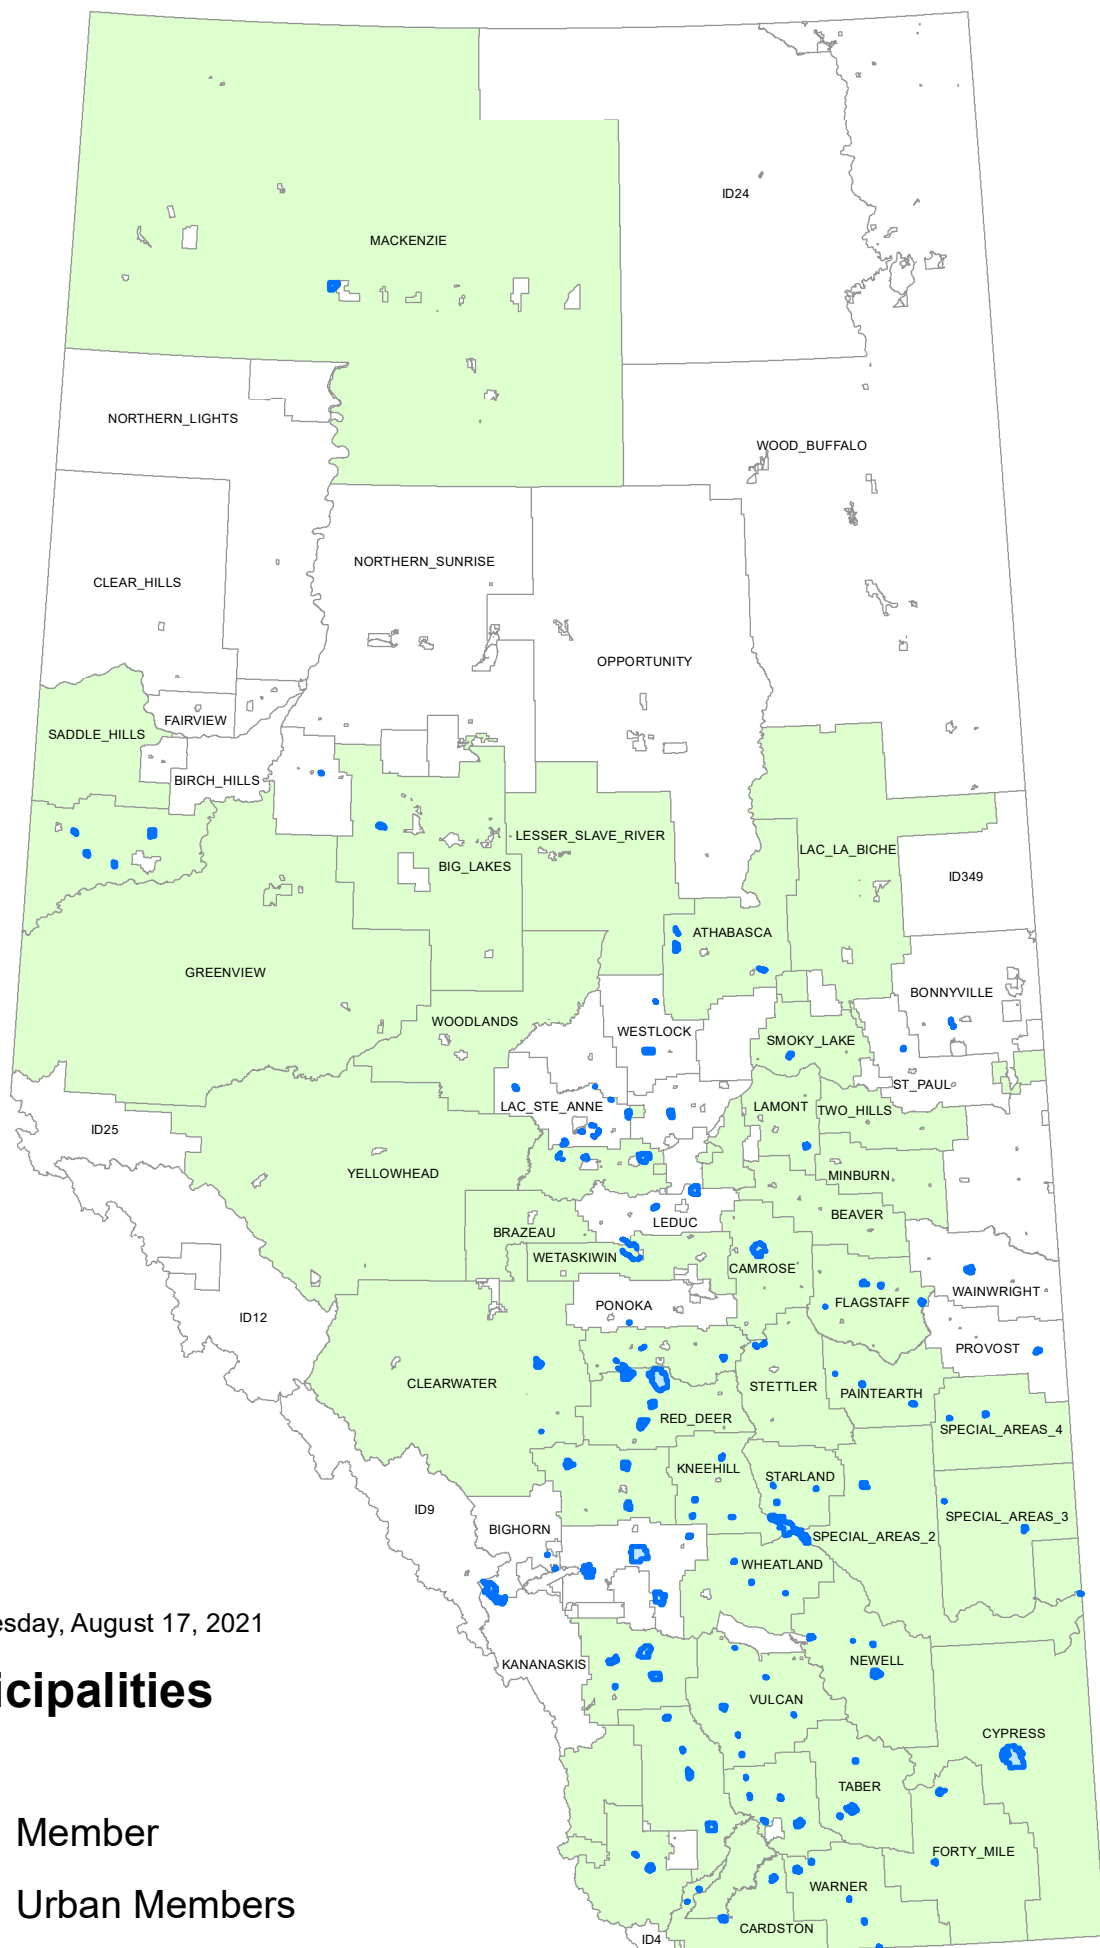 ID24
MACKENZIE
NORTHERN_LIGHTS
WOOD_BUFFALO
NORTHERN_SUNRISE
CLEAR_HILLS
OPPORTUNITY
FAIRVIEW
SADDLE_HILLS
BIRCH_HILLS
LESSER_SLAVE_RIVER
LAC_LA_BICHE
BIG_LAKES
ID349
ATHABASCA
GREENVIEW
BONNYVILLE
WOODLANDS
WESTLOCK
SMOKY_LAKE
ST_PAUL
LAC_STE_ANNE
LAMONT
TWO_HILLS
ID25
YELLOWHEAD
MINBURN
BEAVER
LEDUC
BRAZEAU
WETASKIWIN
CAMROSE
WAINWRIGHT
PONOKA
FLAGSTAFF
ID12
PROVOST
CLEARWATER
STETTLER
PAINTEARTH
RED_DEER
SPECIAL_AREAS_4
KNEEHILL
STARLAND
ID9
SPECIAL_AREAS_3
BIGHORN
SPECIAL_AREAS_2
WHEATLAND
esday, August 17, 2021
KANANASKIS
NEWELL
icipalities
VULCAN
CYPRESS
TABER
Member
FORTY_MILE
WARNER
Urban Members
CARDSTON
ID4